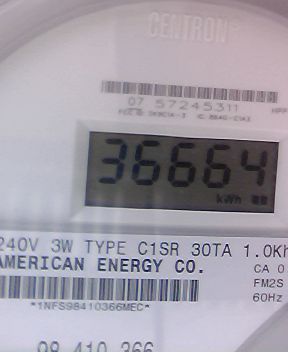 CENTRON®
07 57245311
36664
kWh
240V 3W TYPE C1SR 30TA 1.0Kh
AMERICAN ENERGY CO.
CA 0
FM2S
60Hz
*1NFS98410366MEC*
98 410 366